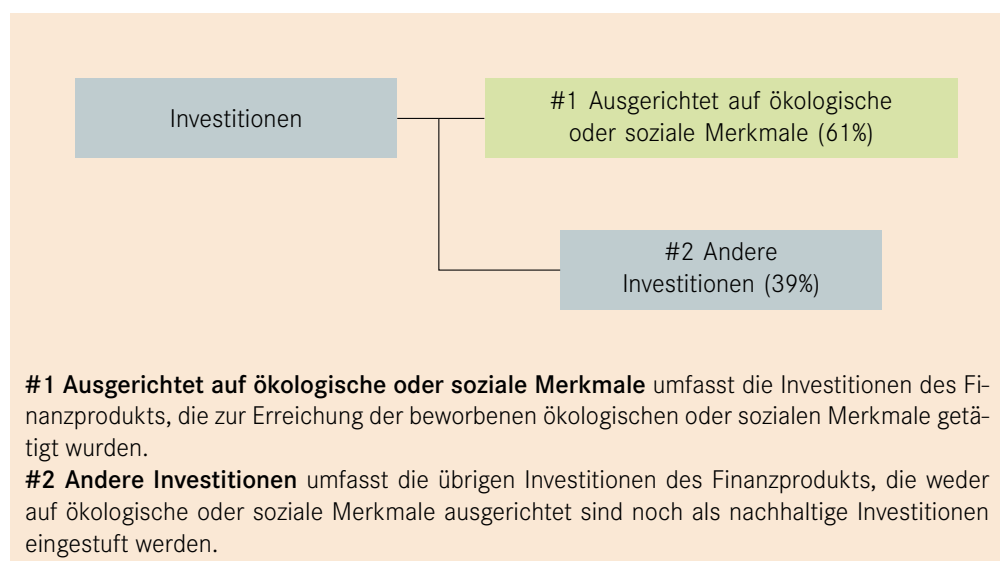 Investitionen
#1 Ausgerichtet auf ökologische
oder soziale Merkmale (61%)
#2 Andere
Investitionen (39%)
#1 Ausgerichtet auf ökologische oder soziale Merkmale umfasst die Investitionen des Fi-
nanzprodukts, die zur Erreichung der beworbenen ökologischen oder sozialen Merkmale getä-
tigt wurden.
#2 Andere Investitionen umfasst die übrigen Investitionen des Finanzprodukts, die weder
auf ökologische oder soziale Merkmale ausgerichtet sind noch als nachhaltige Investitionen
eingestuft werden.